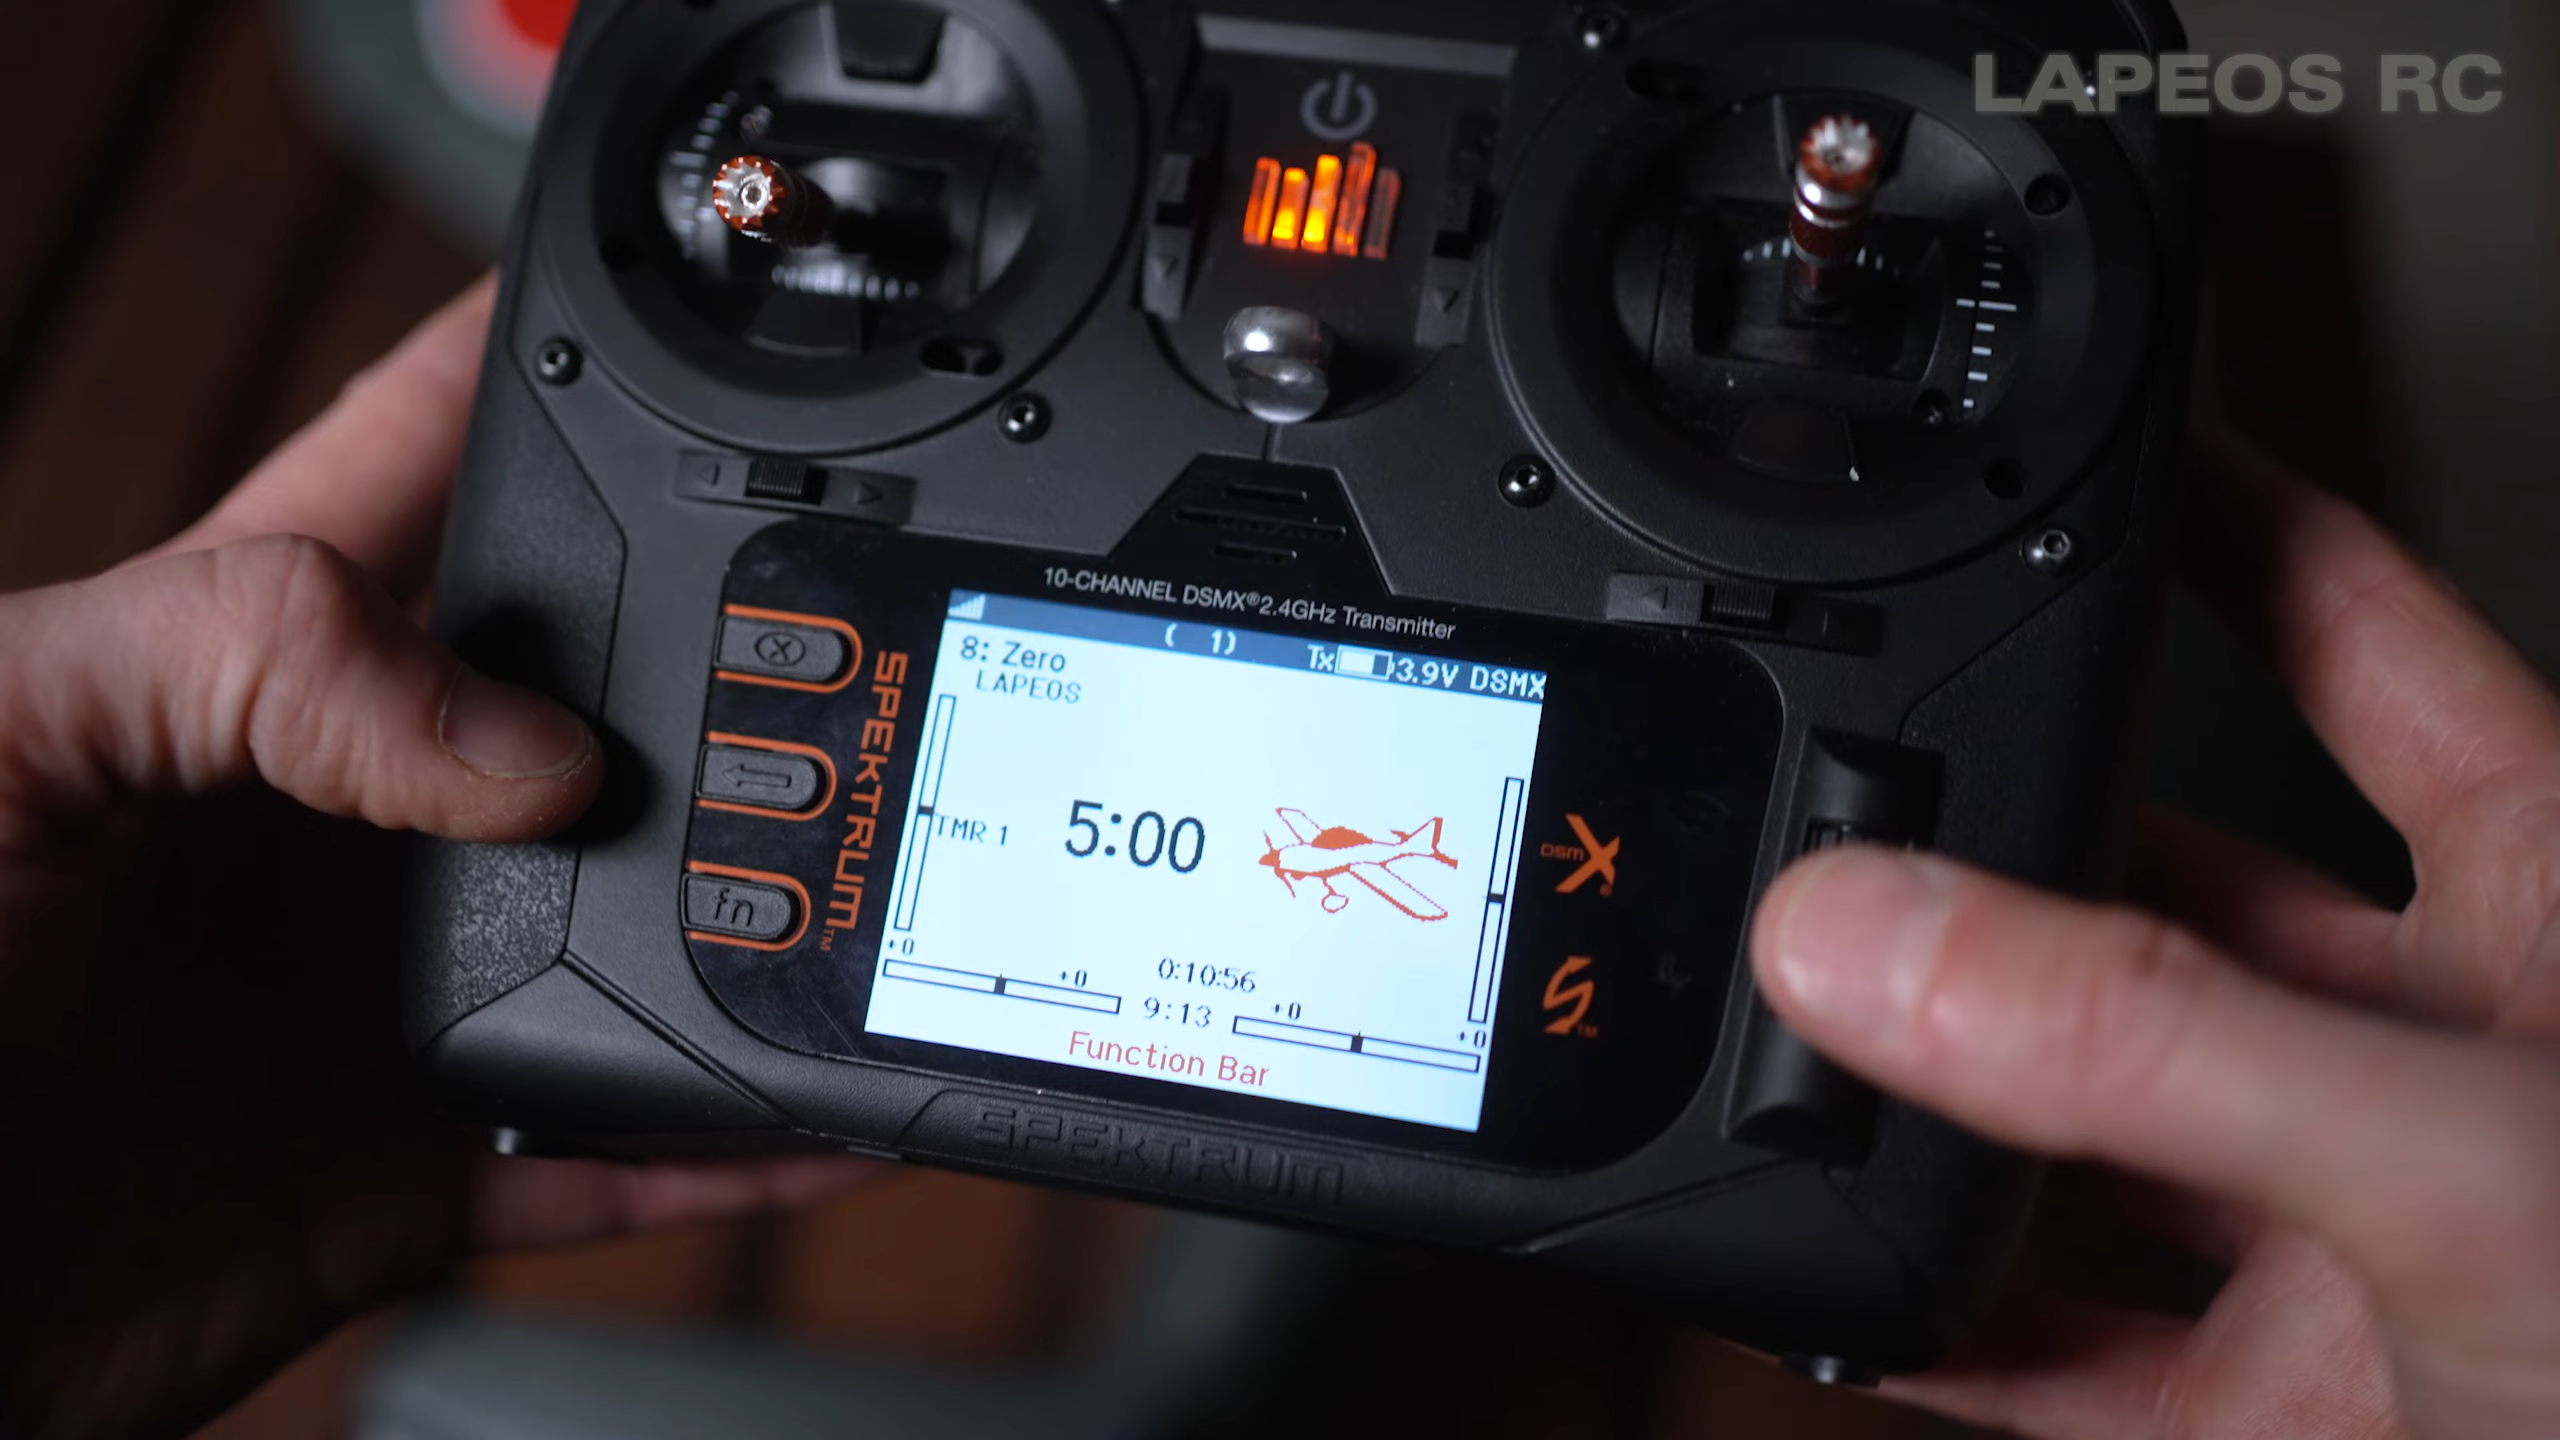 LAPEOS RC
10-CHANNEL DSMX® 2.4GHz Transmitter
( 1)
Tx 3.9V DSMX
8: Zero
LAPEOS
TMR 1
5:00
+0
+0
0:10:56
9:13
+0
+0
Function Bar
fn
SPEKTRUM™
DSM X®
SPEKTRUM